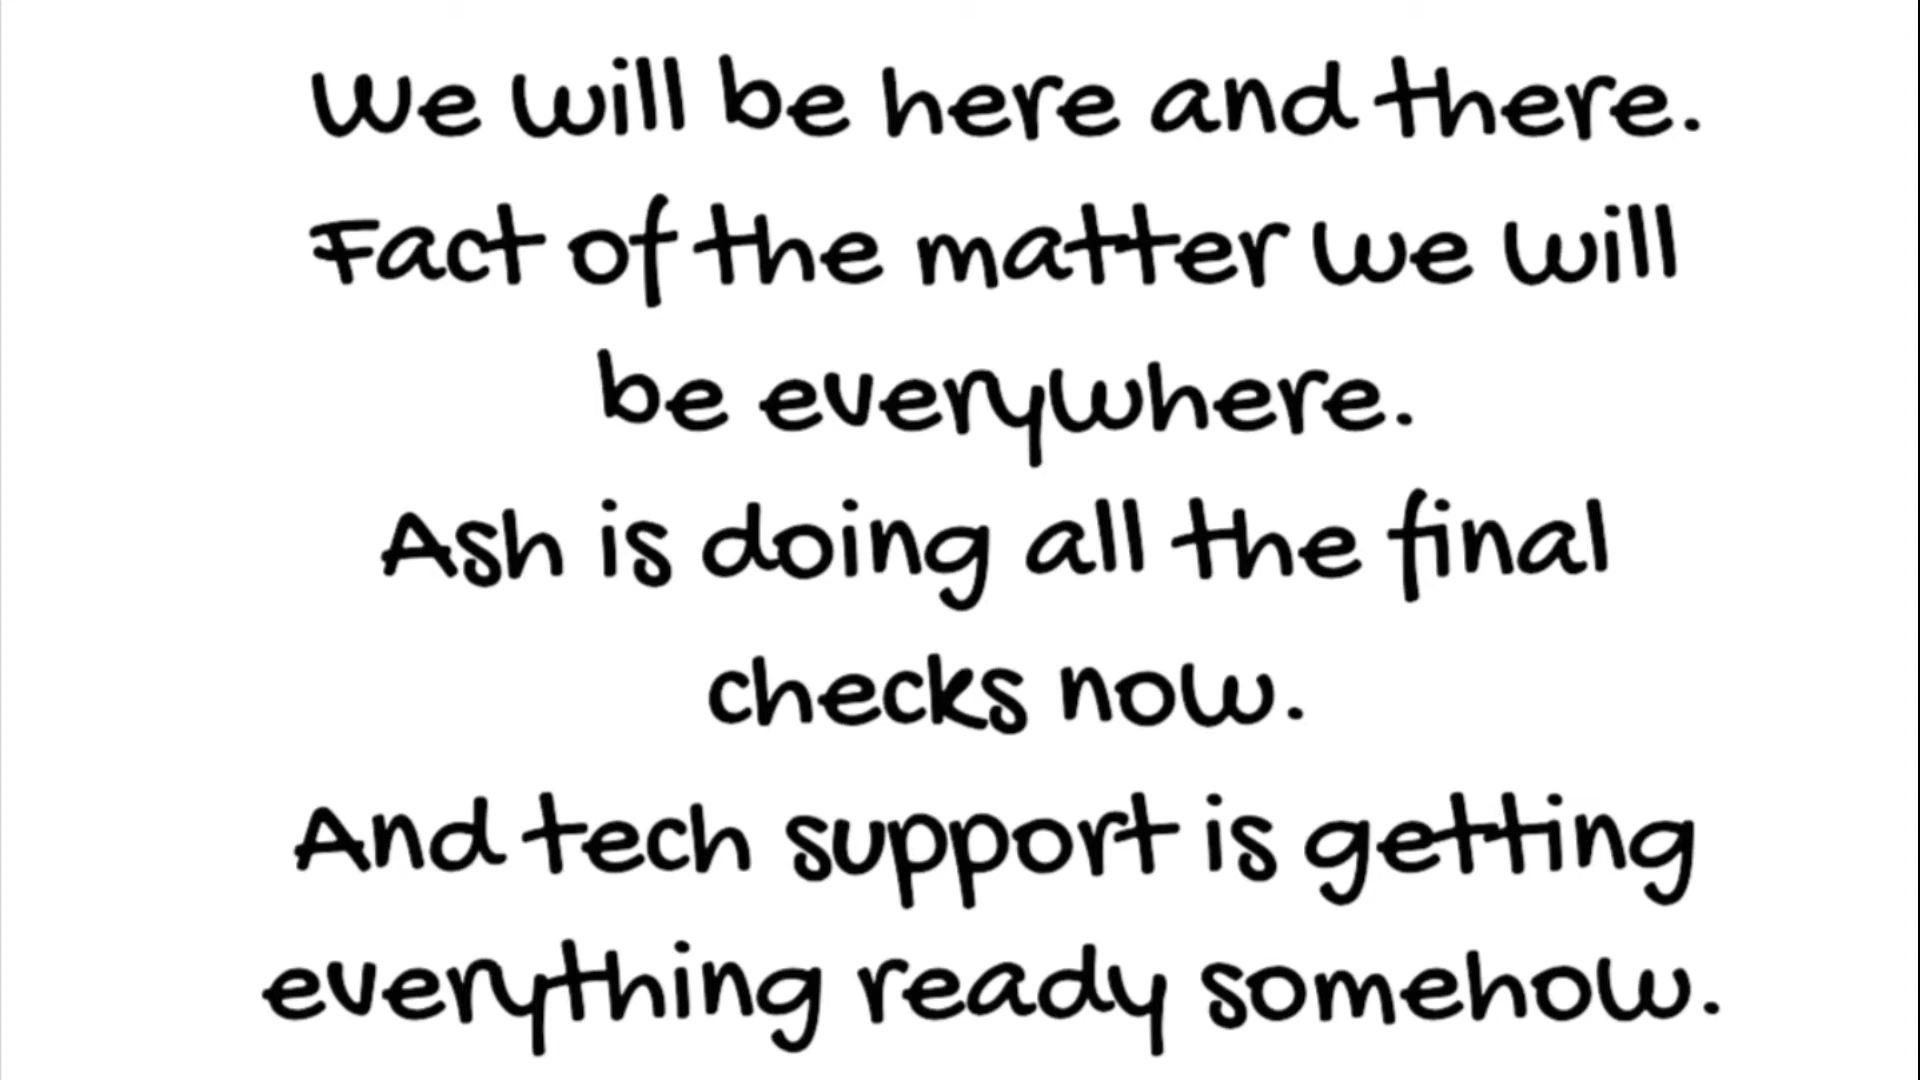 We will be here and there.
Fact of the matter we will
be everywhere.
Ash is doing all the final
checks now.
And tech support is getting
everything ready somehow.